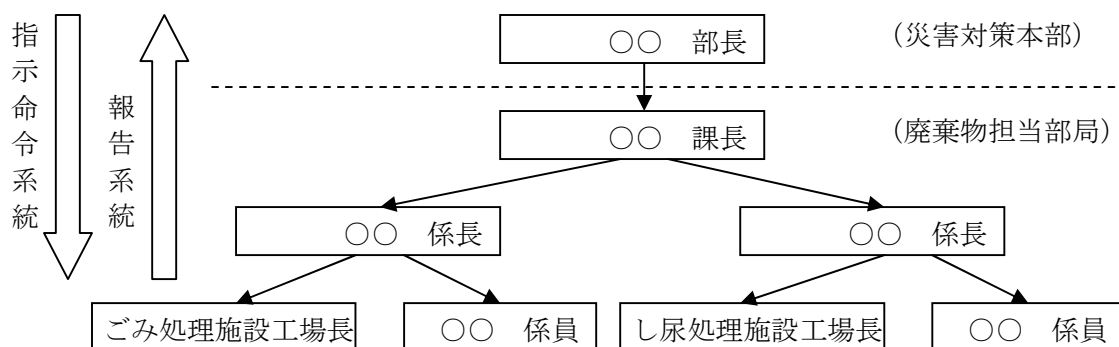 指示命令系統
報告系統
○○ 部長
(災害対策本部)
○○ 課長
(廃棄物担当部局)
○○ 係長
○○ 係長
ごみ処理施設工場長
○○ 係員
し尿処理施設工場長
○○ 係員